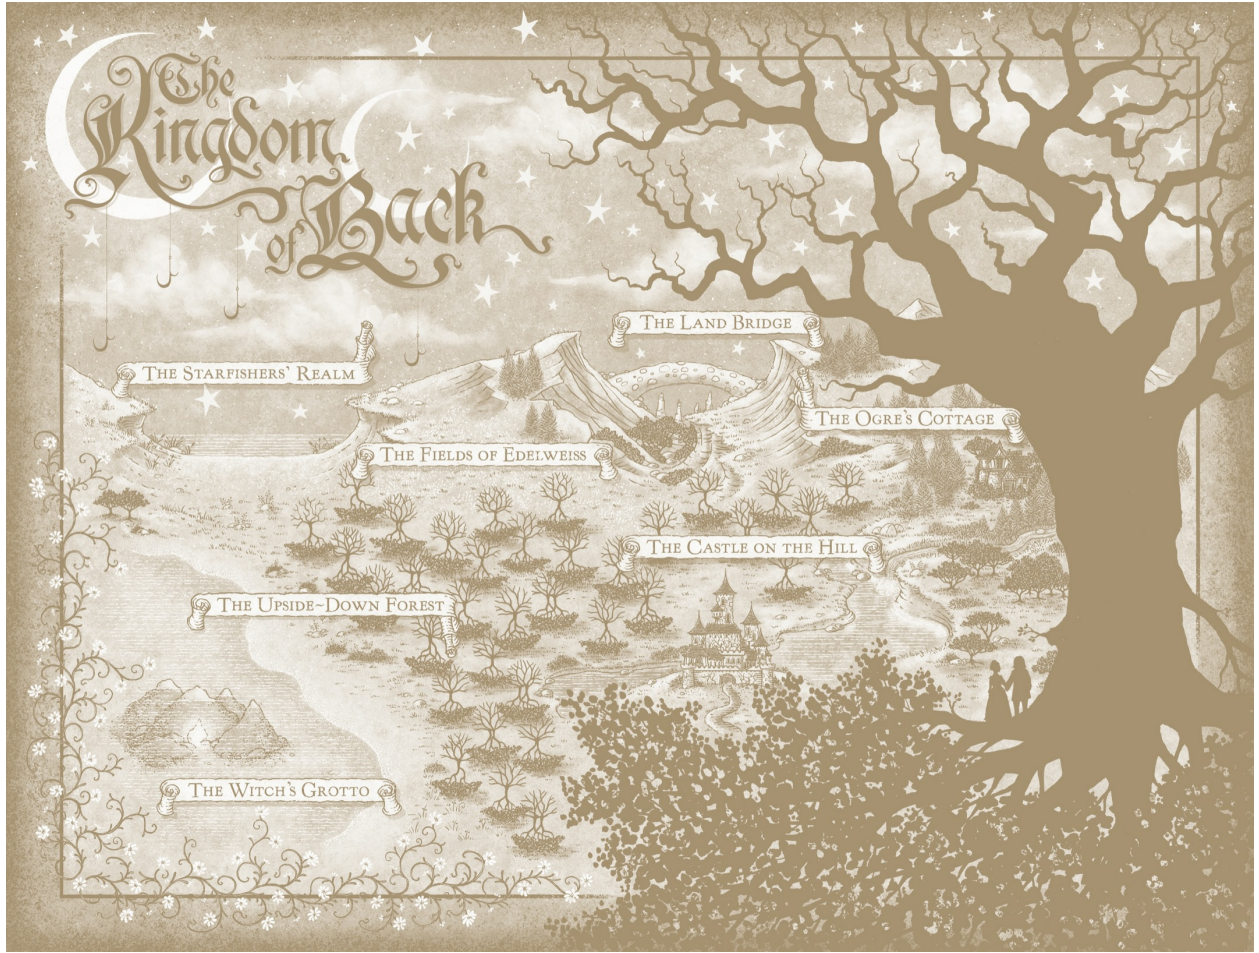 The
Kingdom
of Back
The Land Bridge
The Starfishers' Realm
The Ogre's Cottage
The Fields of Edelweiss
The Castle on the Hill
The Upside~Down Forest
The Witch's Grotto